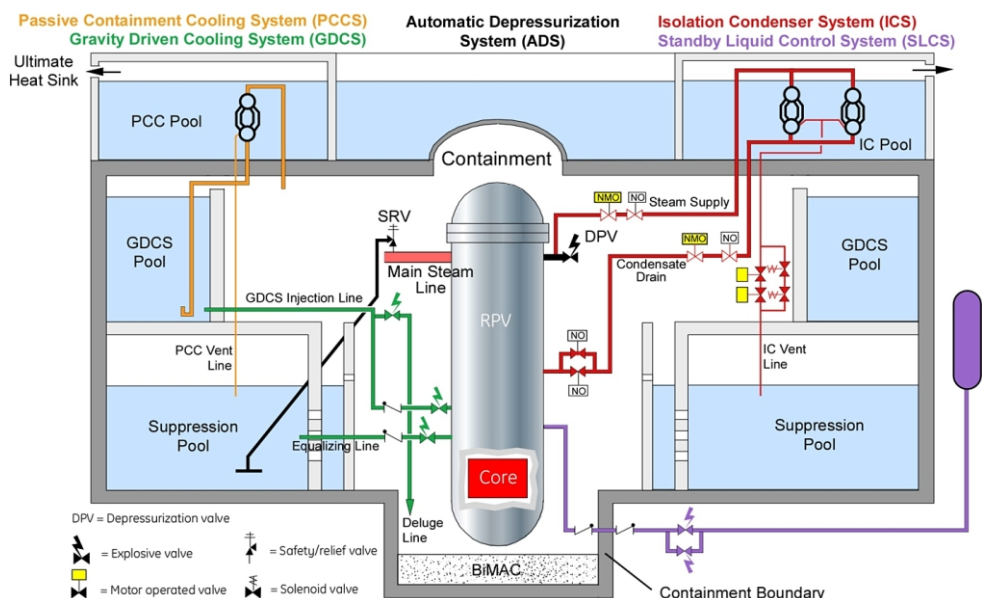 Passive Containment Cooling System (PCCS)
Gravity Driven Cooling System (GDCS)
Automatic Depressurization
System (ADS)
Isolation Condenser System (ICS)
Standby Liquid Control System (SLCS)
Ultimate
Heat Sink
PCC Pool
IC Pool
Containment
SRV
NMO
NO
Steam Supply
DPV
NMO
NO
Condensate
Drain
Main Steam
Line
GDCS
Pool
GDCS
Pool
GDCS Injection Line
RPV
NO
NO
PCC Vent
Line
IC Vent
Line
Suppression
Pool
Suppression
Pool
Equalizing Line
Core
Deluge
Line
BiMAC
Containment Boundary
DPV = Depressurization valve
= Explosive valve
= Safety/relief valve
= Motor operated valve
= Solenoid valve